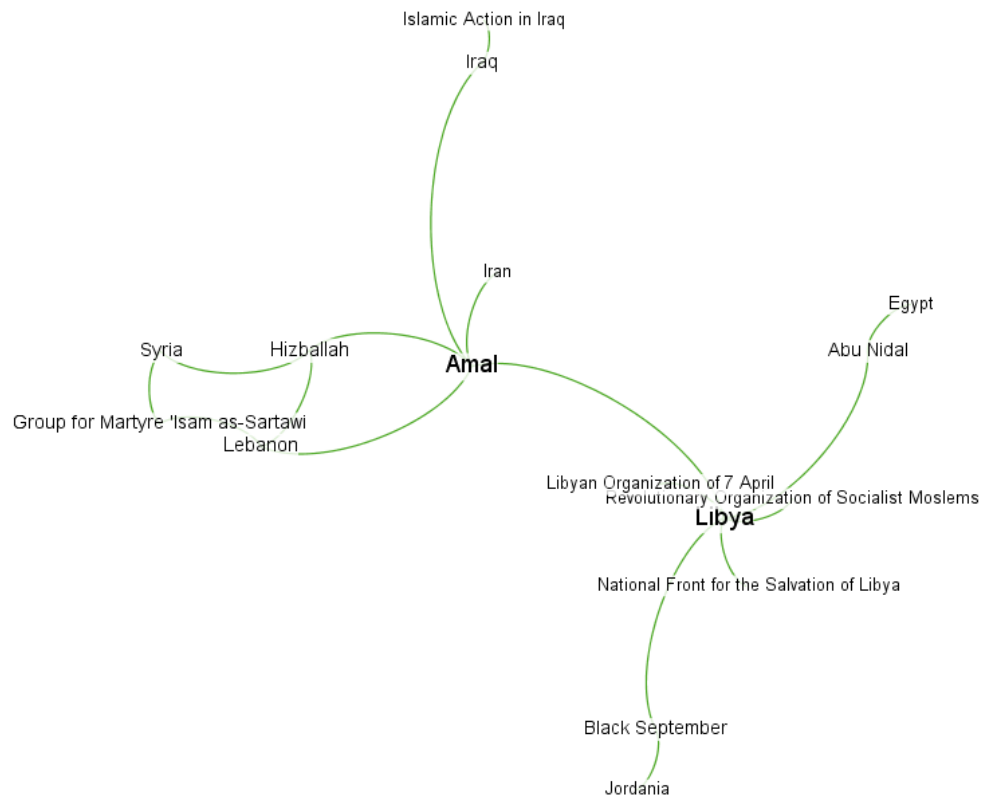 Islamic Action in Iraq
Iraq
Iran
Egypt
Syria
Hizballah
Abu Nidal
Amal
Group for Martyre 'Isam as-Sartawi
Lebanon
Libyan Organization of 7 April
Revolutionary Organization of Socialist Moslems
Libya
National Front for the Salvation of Libya
Black September
Jordania